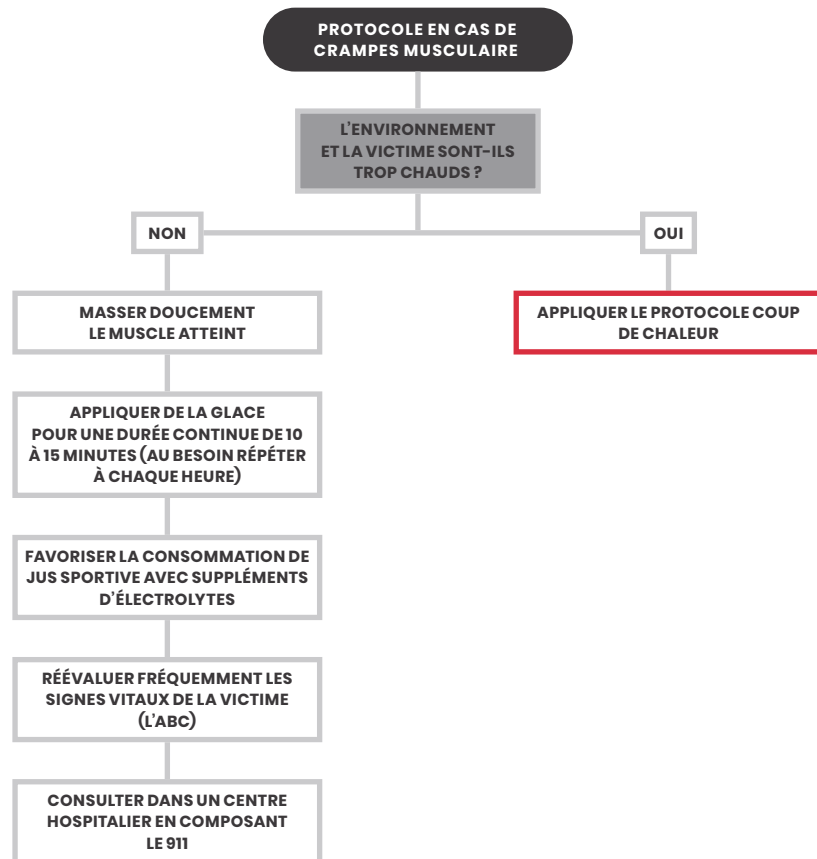 PROTOCOLE EN CAS DE
CRAMPES MUSCULAIRE
L'ENVIRONNEMENT
ET LA VICTIME SONT-ILS
TROP CHAUDS ?
NON
OUI
MASSER DOUCEMENT
LE MUSCLE ATTEINT
APPLIQUER LE PROTOCOLE COUP
DE CHALEUR
APPLIQUER DE LA GLACE
POUR UNE DURÉE CONTINUE DE 10
À 15 MINUTES (AU BESOIN RÉPÉTER
À CHAQUE HEURE)
FAVORISER LA CONSOMMATION DE
JUS SPORTIVE AVEC SUPPLÉMENTS
D'ÉLECTROLYTES
RÉÉVALUER FRÉQUEMMENT LES
SIGNES VITAUX DE LA VICTIME
(L'ABC)
CONSULTER DANS UN CENTRE
HOSPITALIER EN COMPOSANT
LE 911